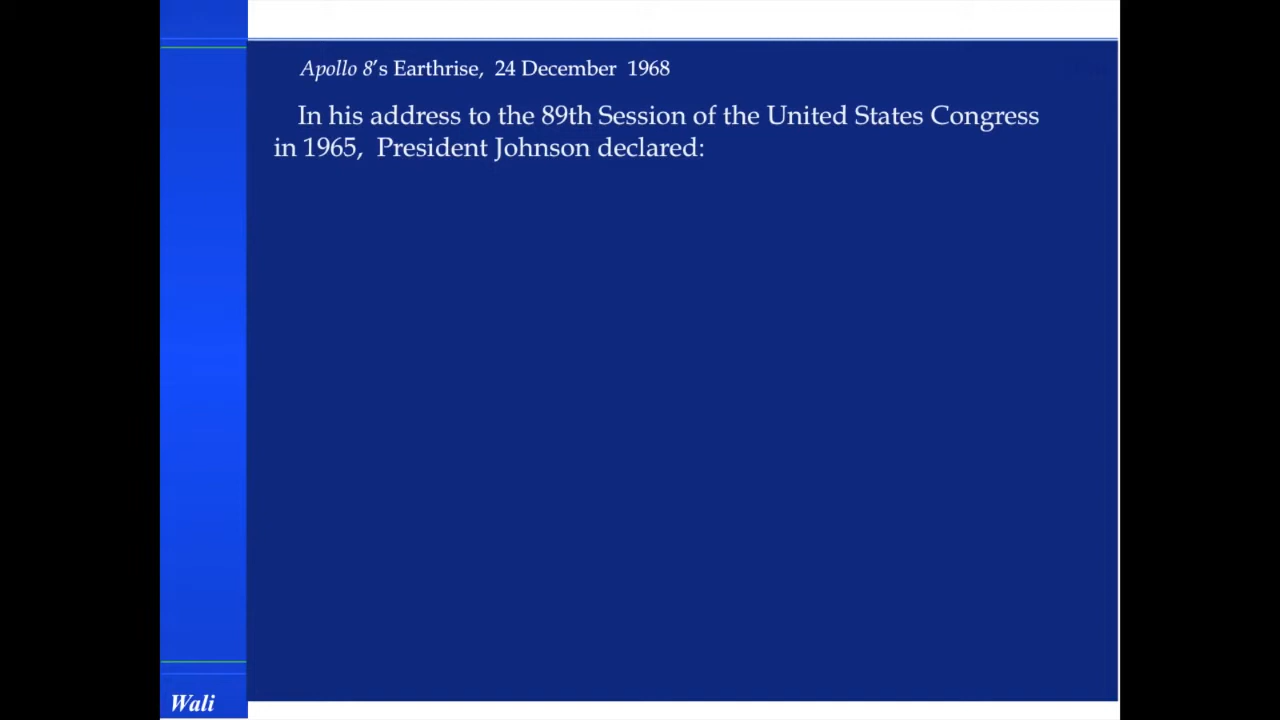 Apollo 8's Earthrise, 24 December 1968
In his address to the 89th Session of the United States Congress
in 1965, President Johnson declared:
Wali